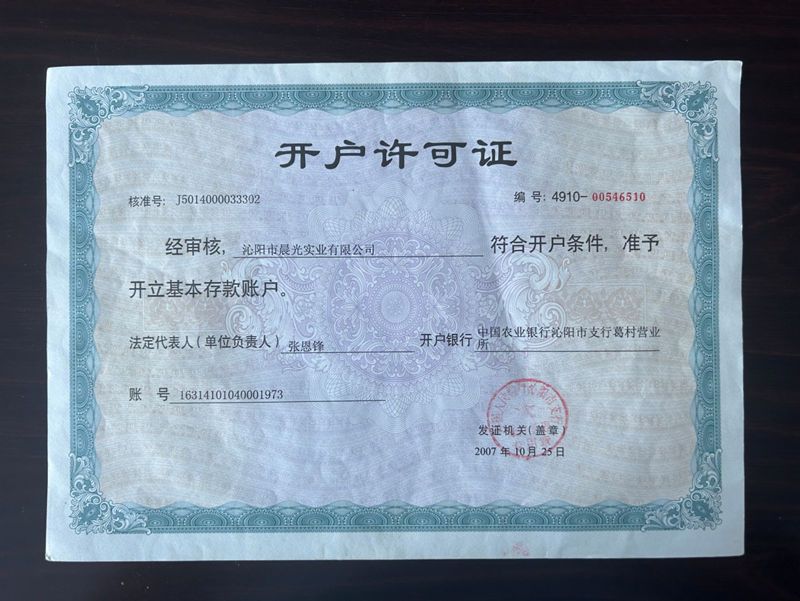 开户许可证
核准号: J5014000033302 编 号: 4910-00546510
经审核, 沁阳市晨光实业有限公司 符合开户条件, 准予
开立基本存款账户。
法定代表人(单位负责人) 张恩锋 开户银行 中国农业银行沁阳市支行葛村营业
所
账 号 16314101040001973
发证机关(盖章)
2007 年 10 月 25 日